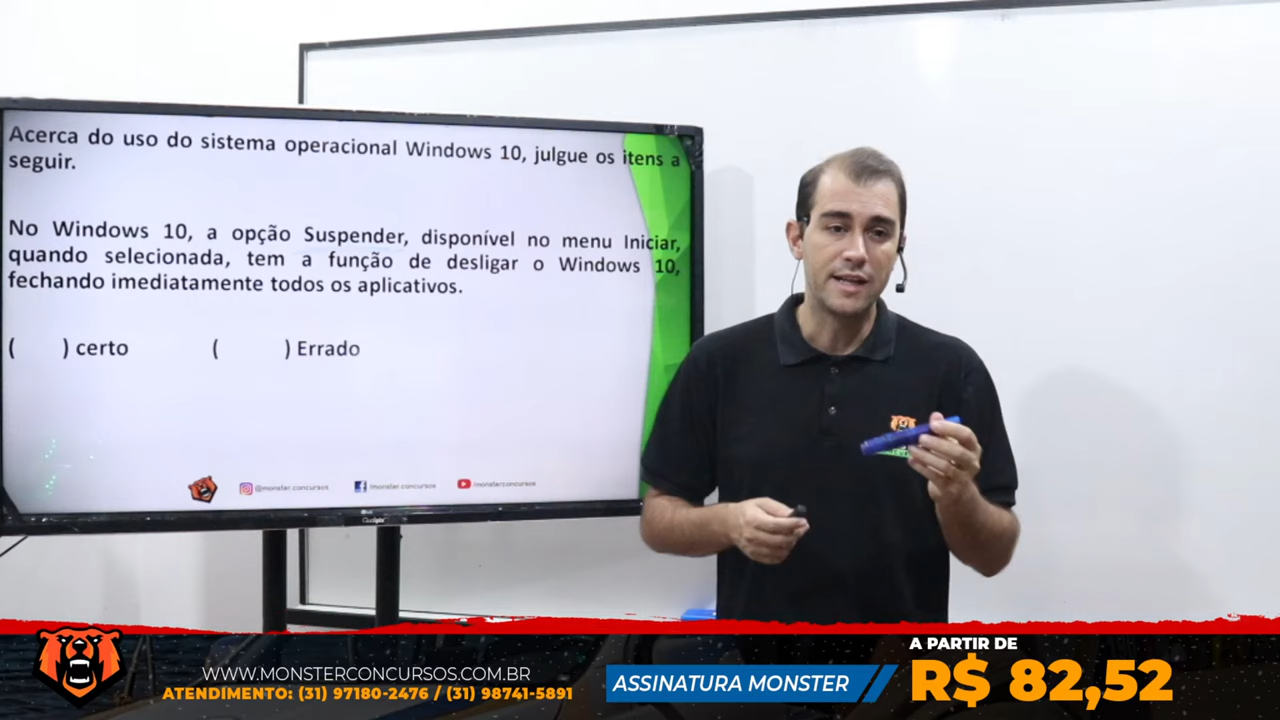 Acerca do uso do sistema operacional Windows 10, julgue os itens a
seguir.
No Windows 10, a opção Suspender, disponível no menu Iniciar,
quando selecionada, tem a função de desligar o Windows 10,
fechando imediatamente todos os aplicativos.
( ) certo ( ) Errado
@monster.concursos /monster.concursos /monsterconcursos
WWW.MONSTERCONCURSOS.COM.BR
ATENDIMENTO: (31) 97180-2476 / (31) 98741-5891
ASSINATURA MONSTER
A PARTIR DE
R$ 82,52